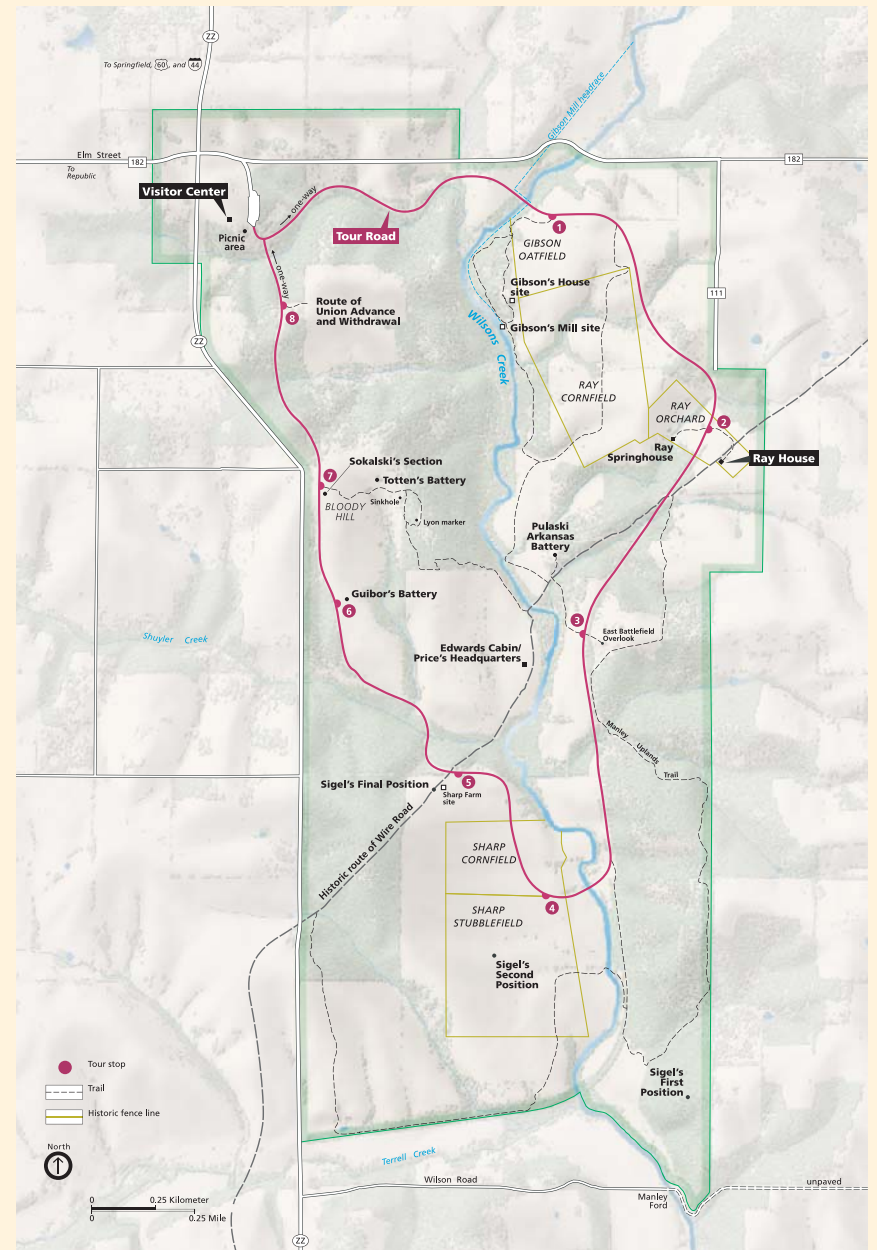 ZZ
To Springfield, 60, and 44
Gibson Mill headrace
Elm Street
182
182
To
Republic
Visitor Center
one-way
Tour Road
Picnic
area
1
GIBSON
OATFIELD
one-way
Gibson's House
site
111
Route of
Union Advance
and Withdrawal
8
Wilsons Creek
Gibson's Mill site
ZZ
RAY
CORNFIELD
RAY
ORCHARD
2
Ray
Springhouse
Ray House
Sokalski's Section
7
Totten's Battery
Sinkhole
BLOODY
HILL
Lyon marker
Pulaski
Arkansas
Battery
Guibor's Battery
6
3
East Battlefield
Overlook
Shuyler Creek
Edwards Cabin/
Price's Headquarters
Manley Uplands Trail
5
Sigel's Final Position
Sharp Farm
site
Historic route of Wire Road
SHARP
CORNFIELD
4
SHARP
STUBBLEFIELD
Sigel's
Second
Position
Tour stop
Trail
Historic fence line
Sigel's
First
Position
North
Terrell Creek
Wilson Road
unpaved
Manley
Ford
0 0.25 Kilometer
0 0.25 Mile
ZZ